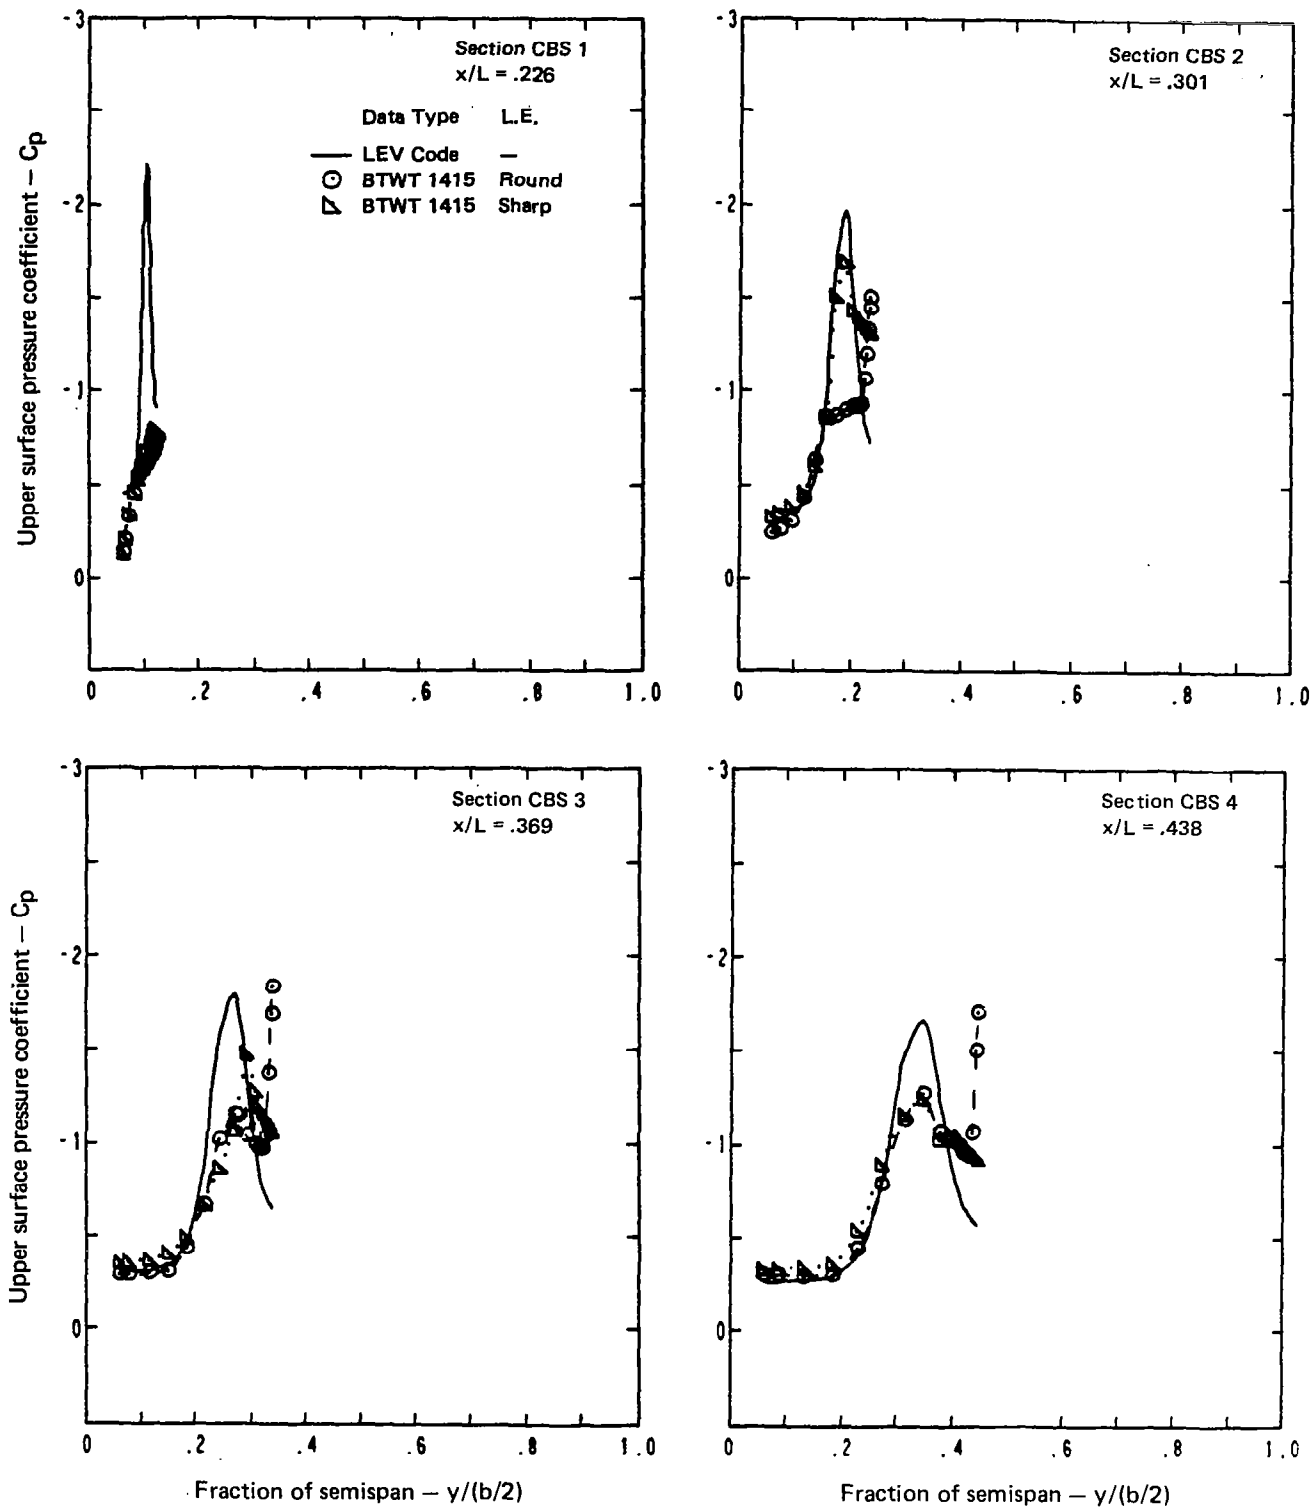 -3
Section CBS 1
x/L = .226
Data Type L.E.
LEV Code –
BTWT 1415 Round
BTWT 1415 Sharp
-2
-1
0
Upper surface pressure coefficient – Cp
0 .2 .4 .6 .8 1.0
-3
Section CBS 2
x/L = .301
-2
-1
0
0 .2 .4 .6 .8 1.0
-3
Section CBS 3
x/L = .369
-2
-1
0
Upper surface pressure coefficient – Cp
0 .2 .4 .6 .8 1.0
Fraction of semispan – y/(b/2)
-3
Section CBS 4
x/L = .438
-2
-1
0
0 .2 .4 .6 .8 1.0
Fraction of semispan – y/(b/2)